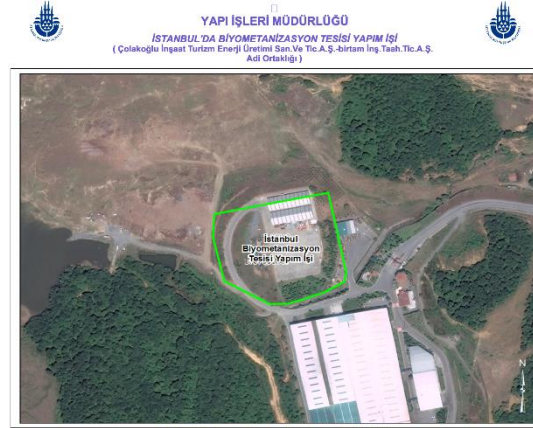 YAPI İŞLERİ MÜDÜRLÜĞÜ
İSTANBUL'DA BİYOMETANİZASYON TESİSİ YAPIM İŞİ
( Çolakoğlu İnşaat Turizm Enerji Üretimi San.Ve Tic.A.Ş.-birtam İnş.Taah.Tic.A.Ş.
Adi Ortaklığı )
İstanbul
Biyometanizasyon
Tesisi Yapım İşi
N